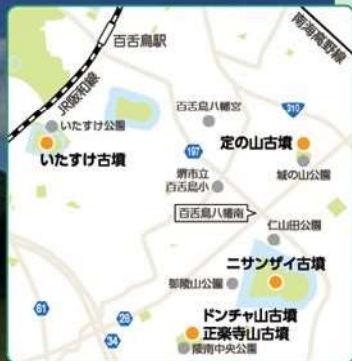 百舌鳥駅
南海高野線
JR阪和線
百舌鳥八幡宮
310
いたすけ公園
いたすけ古墳
197
定の山古墳
城の山公園
堺市立
百舌鳥小
百舌鳥八幡南
仁山田公園
ニサンザイ古墳
御陵山公園
ドンチャ山古墳
正楽寺山古墳
陵南中央公園
61
28
34